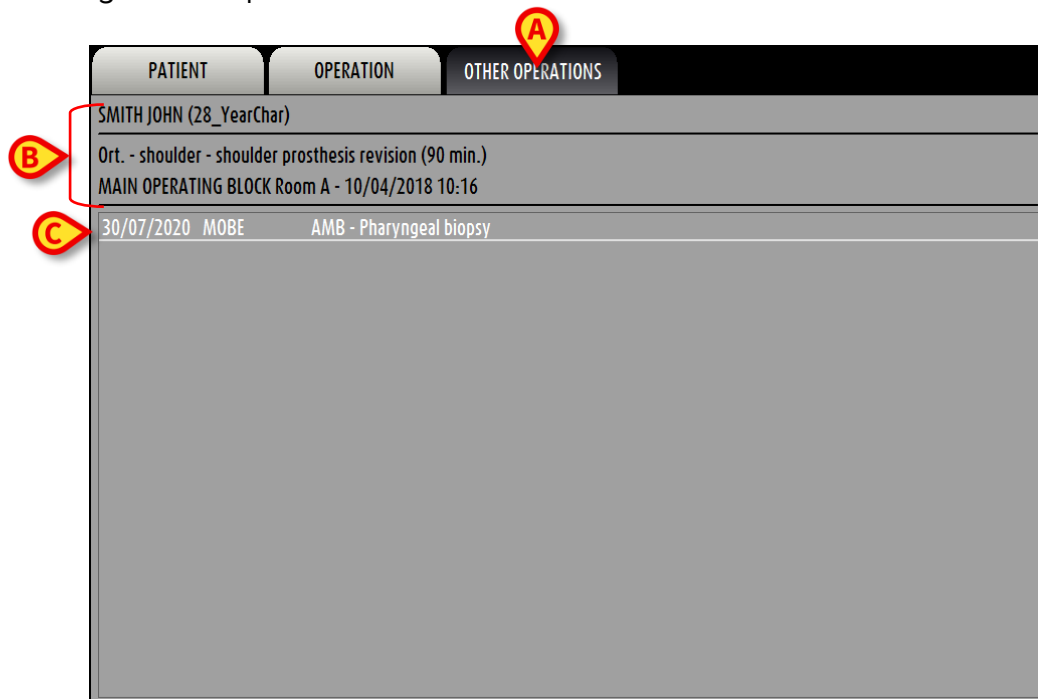 A
PATIENT OPERATION OTHER OPERATIONS
SMITH JOHN (28_YearChar)
B
Ort. - shoulder - shoulder prosthesis revision (90 min.)
MAIN OPERATING BLOCK Room A - 10/04/2018 10:16
C
30/07/2020 MOBE AMB - Pharyngeal biopsy